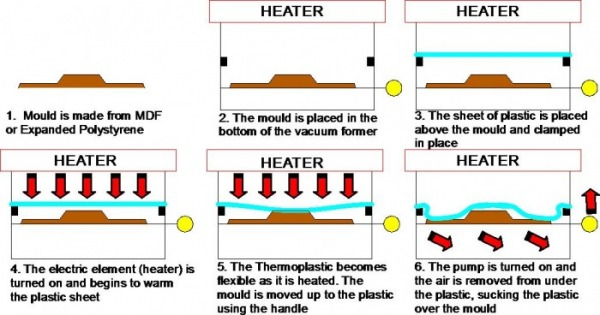 HEATER
HEATER
1. Mould is made from MDF
or Expanded Polystyrene
2. The mould is placed in the
bottom of the vacuum former
3. The sheet of plastic is placed
above the mould and clamped
in place
HEATER
HEATER
HEATER
4. The electric element (heater) is
turned on and begins to warm
the plastic sheet
5. The Thermoplastic becomes
flexible as it is heated. The
mould is moved up to the plastic
using the handle
6. The pump is turned on and
the air is removed from under
the plastic, sucking the plastic
over the mould